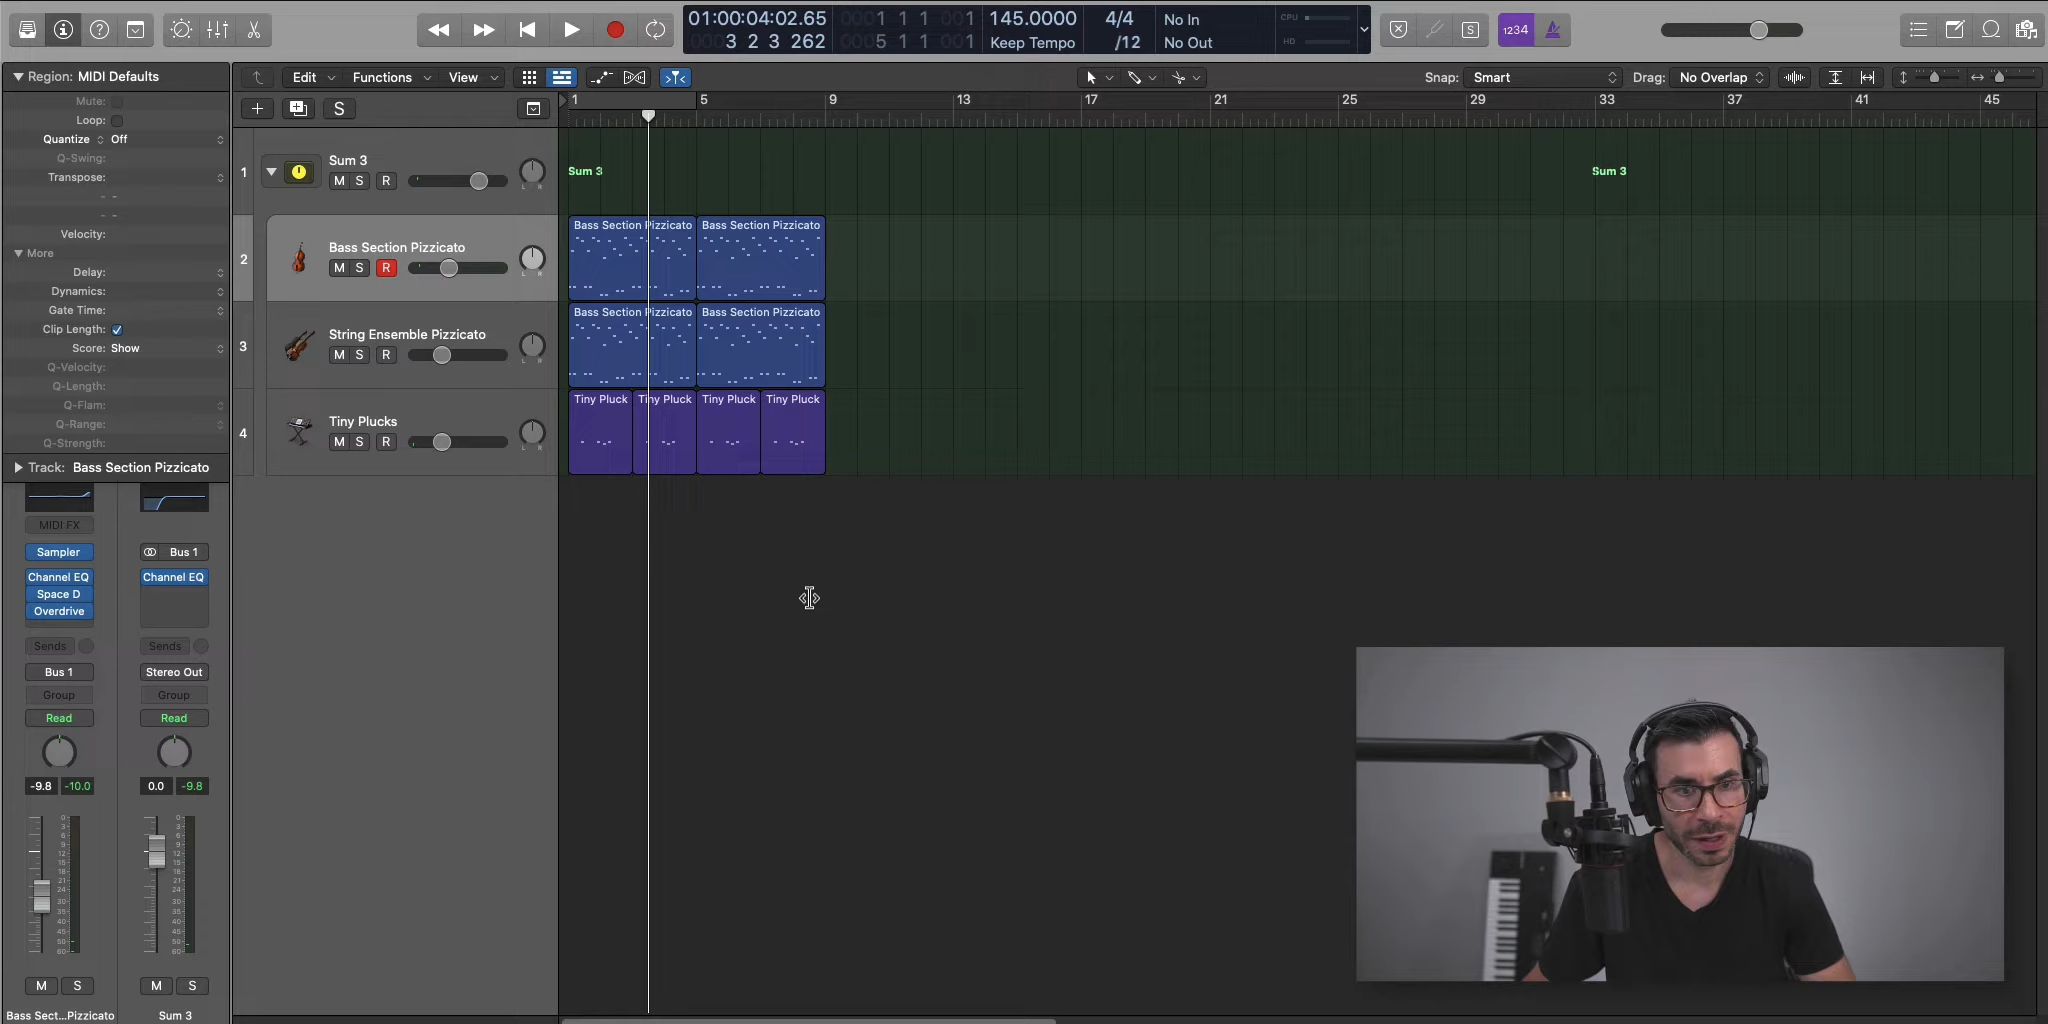 01:00:04:02.65
3 2 3 262
0001 1 1 001
0005 1 1 001
145.0000
Keep Tempo
4/4
/12
No In
No Out
CPU
HD
S
1234
Region: MIDI Defaults
Mute:
Loop:
Quantize Off
Q-Swing:
Transpose:
Velocity:
More
Delay:
Dynamics:
Gate Time:
Clip Length:
Score: Show
Q-Velocity:
Q-Length:
Q-Flam:
Q-Range:
Q-Strength:
Track: Bass Section Pizzicato
MIDI FX
Sampler
Channel EQ
Space D
Overdrive
Sends
Bus 1
Group
Read
-9.8 -10.0
M S
Bass Sect...Pizzicato
Bus 1
Channel EQ
Sends
Stereo Out
Group
Read
0.0 -9.8
M S
Sum 3
Edit Functions View
Snap: Smart
Drag: No Overlap
S
1 5 9 13 17 21 25 29 33 37 41 45
1 Sum 3
M S R
L R
2 Bass Section Pizzicato
M S R
L R
3 String Ensemble Pizzicato
M S R
L R
4 Tiny Plucks
M S R
L R
Sum 3 Sum 3
Bass Section Pizzicato Bass Section Pizzicato
Bass Section Pizzicato Bass Section Pizzicato
Tiny Pluck Tiny Pluck Tiny Pluck Tiny Pluck